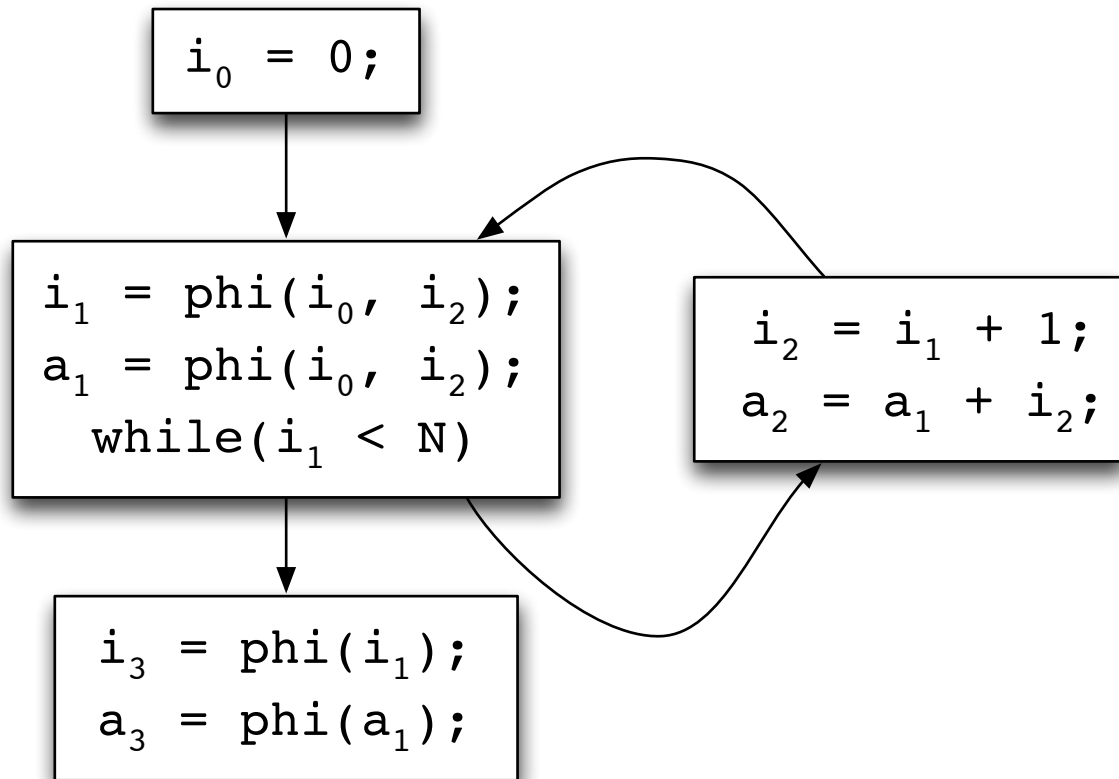 i₀ = 0;
i₁ = phi(i₀, i₂);
a₁ = phi(i₀, i₂);
while(i₁ < N)
i₂ = i₁ + 1;
a₂ = a₁ + i₂;
i₃ = phi(i₁);
a₃ = phi(a₁);